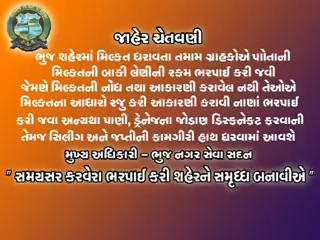 જાહેર ચેતવણી
ભુજ શહેરમાં મિલ્કત ધરાવતા તમામ ગ્રાહકોએ પોતાની
મિલ્કતની બાકી લેણીની રકમ ભરપાઈ કરી જવી
જેમણે મિલ્કતની નોંધ તથા આકારણી કરાવેલ નથી તેઓએ
મિલ્કતના આધારો રજુ કરી આકારણી કરાવી નાણાં ભરપાઈ
કરી જવા અન્યથા પાણી, ડ્રેનેજના જોડાણ ડિસ્કનેક્ટ કરવાની
તેમજ સિલીંગ અને જપ્તીની કામગીરી હાથ ધરવામાં આવશે
મુખ્ય અધિકારી – ભુજ નગર સેવા સદન
" સમયસર કરવેરા ભરપાઈ કરી શહેરને સમૃધ્ધ બનાવીએ "